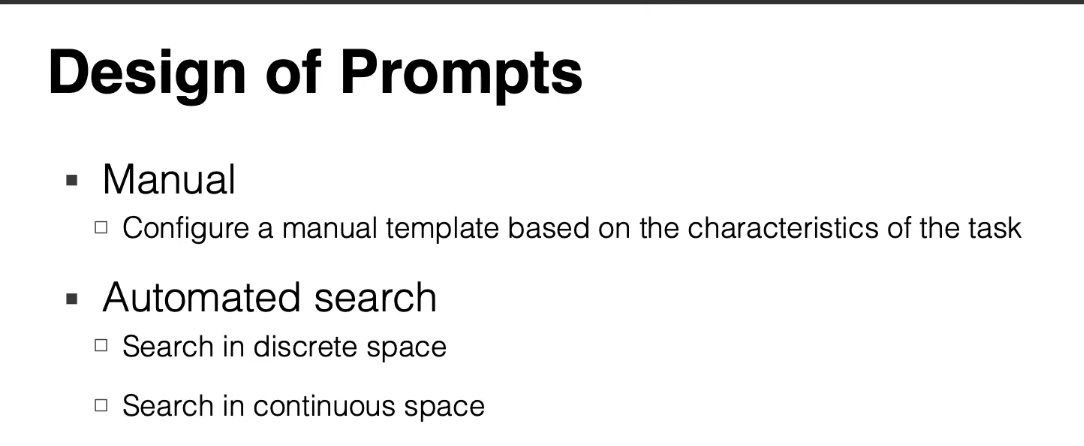 Design of Prompts
Manual
Configure a manual template based on the characteristics of the task
Automated search
Search in discrete space
Search in continuous space